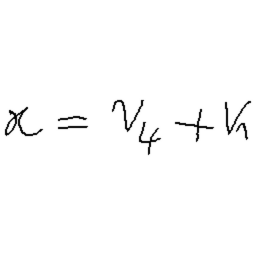 x = v_4 + v_1